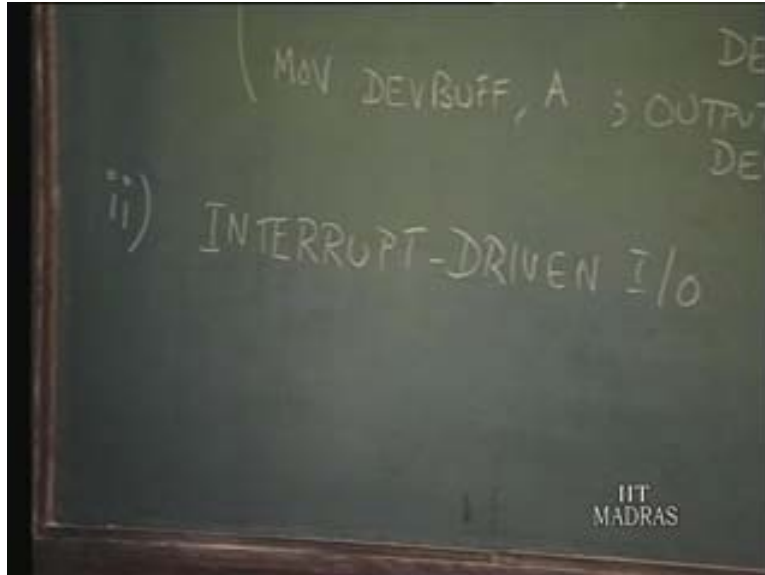 DE
MOV DEVBUFF, A ; OUTPUT
DE
ii) INTERRUPT-DRIVEN I/O
IIT
MADRAS